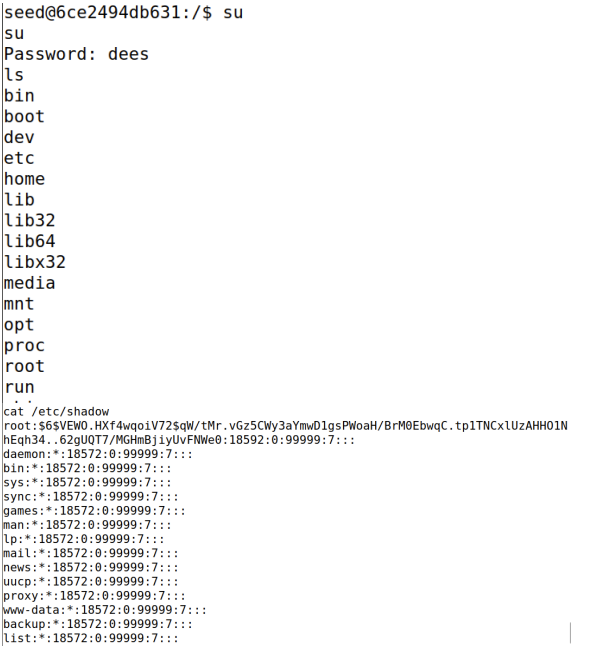 seed@6ce2494db631:/$ su
su
Password: dees
ls
bin
boot
dev
etc
home
lib
lib32
lib64
libx32
media
mnt
opt
proc
root
run
cat /etc/shadow
root:$6$VEWO.HXf4wqoiV72$qW/tMr.vGz5CWy3aYmwD1gsPWoaH/BrM0EbwqC.tp1TNCxlUzAHHO1N
hEqh34..62gUQT7/MGHmBjiyUvFNWe0:18592:0:99999:7:::
daemon:*:18572:0:99999:7:::
bin:*:18572:0:99999:7:::
sys:*:18572:0:99999:7:::
sync:*:18572:0:99999:7:::
games:*:18572:0:99999:7:::
man:*:18572:0:99999:7:::
lp:*:18572:0:99999:7:::
mail:*:18572:0:99999:7:::
news:*:18572:0:99999:7:::
uucp:*:18572:0:99999:7:::
proxy:*:18572:0:99999:7:::
www-data:*:18572:0:99999:7:::
backup:*:18572:0:99999:7:::
list:*:18572:0:99999:7:::